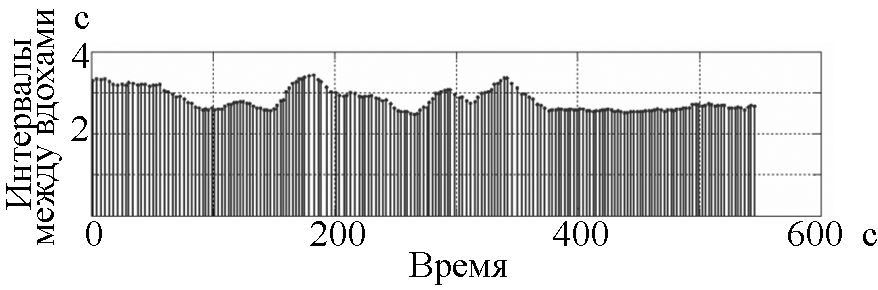 Интервалы
между вдохами
с
4
2
0 200 400 600 с
Время